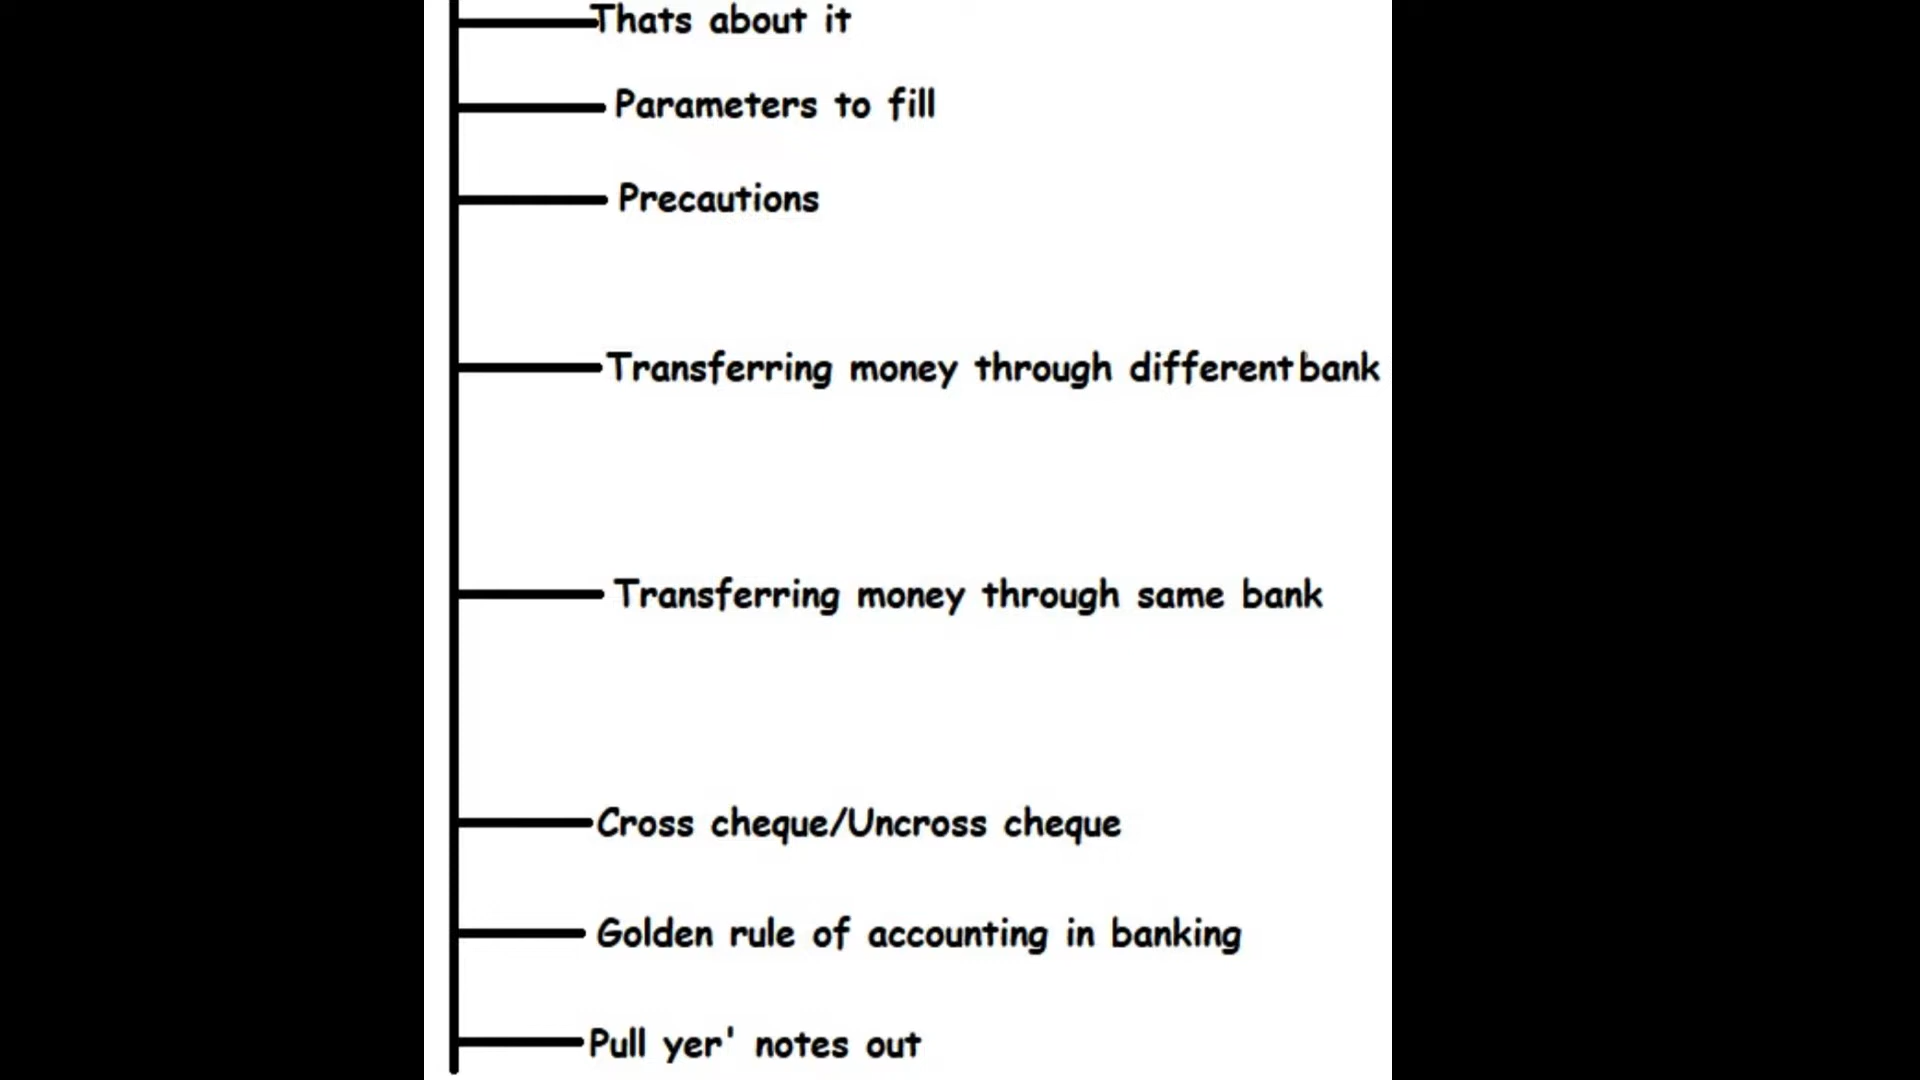 Thats about it
Parameters to fill
Precautions
Transferring money through different bank
Transferring money through same bank
Cross cheque/Uncross cheque
Golden rule of accounting in banking
Pull yer' notes out